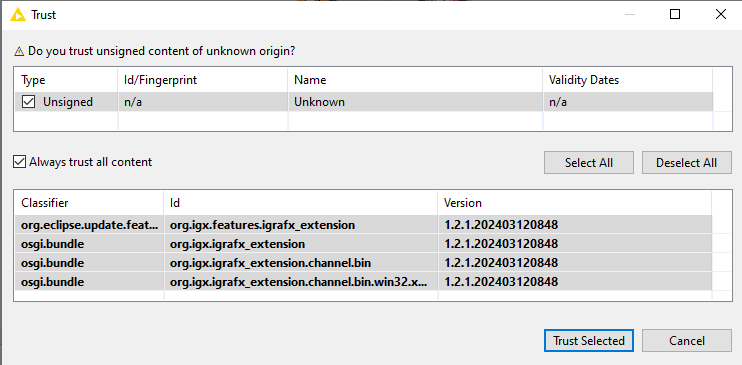 Trust
Do you trust unsigned content of unknown origin?
Type Id/Fingerprint Name Validity Dates
Unsigned n/a Unknown n/a
Always trust all content Select All Deselect All
Classifier Id Version
org.eclipse.update.feat... org.igx.features.igrafx_extension 1.2.1.202403120848
osgi.bundle org.igx.igrafx_extension 1.2.1.202403120848
osgi.bundle org.igx.igrafx_extension.channel.bin 1.2.1.202403120848
osgi.bundle org.igx.igrafx_extension.channel.bin.win32.x... 1.2.1.202403120848
Trust Selected Cancel